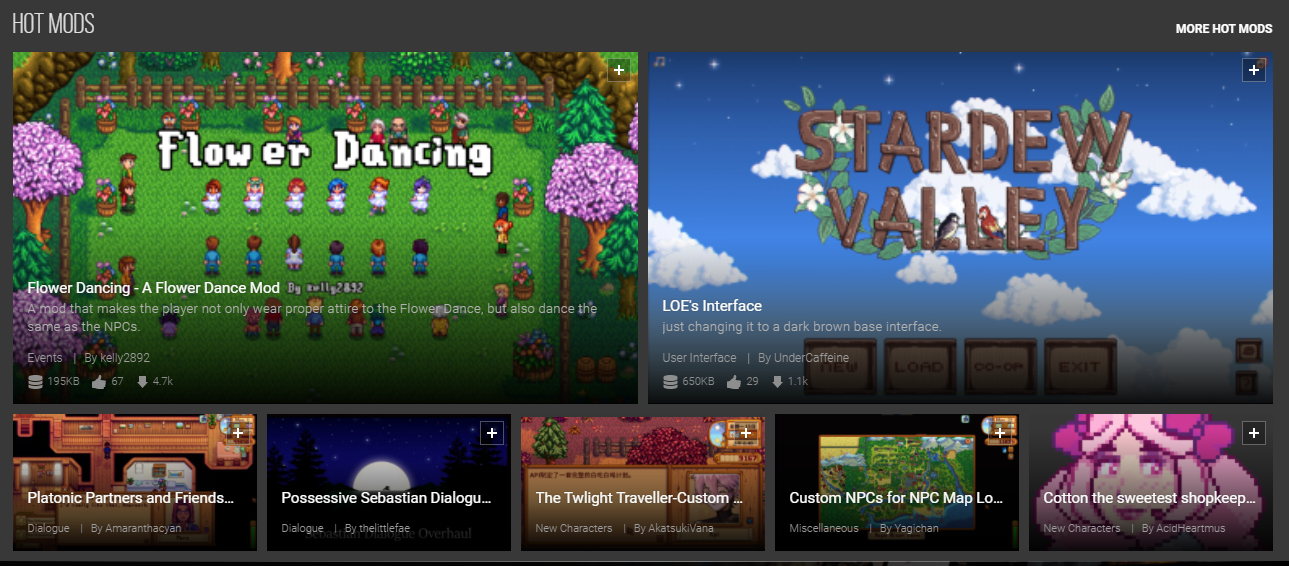 HOT MODS
MORE HOT MODS
Flower Dancing
By kelly2892
Flower Dancing - A Flower Dance Mod
A mod that makes the player not only wear proper attire to the Flower Dance, but also dance the
same as the NPCs.
Events | By kelly2892
195KB 67 4.7k
STARDEW
VALLEY
LOE's Interface
just changing it to a dark brown base interface.
User Interface | By UnderCaffeine
NEW LOAD CO-OP EXIT
650KB 29 1.1k
Platonic Partners and Friends...
Dialogue | By Amaranthacyan
Possessive Sebastian Dialogu...
Dialogue | By thelittlefae
Sebastian Dialogue Overhaul
The Twlight Traveller-Custom ...
New Characters | By AkatsukiVana
Custom NPCs for NPC Map Lo...
Miscellaneous | By Yagichan
Cotton the sweetest shopkeep...
New Characters | By AcidHeartmus